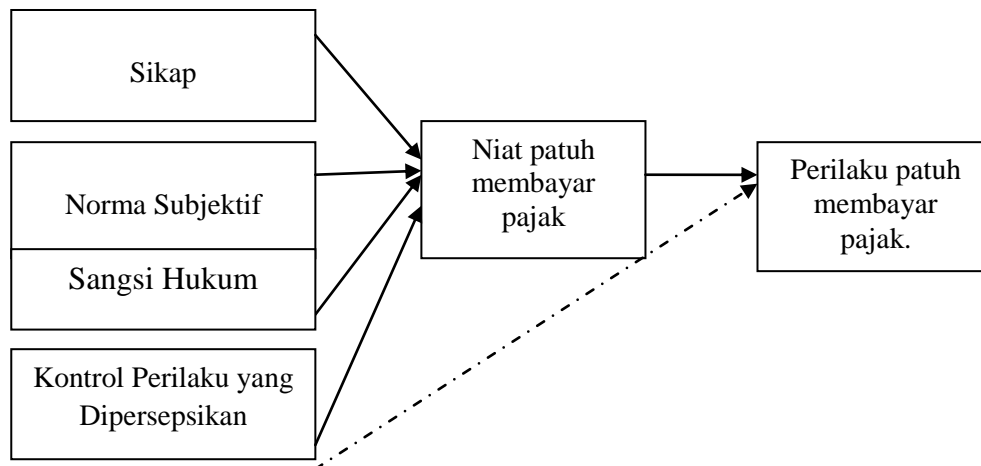 Sikap
Norma Subjektif
Sangsi Hukum
Kontrol Perilaku yang
Dipersepsikan
Niat patuh
membayar
pajak
Perilaku patuh
membayar
pajak.